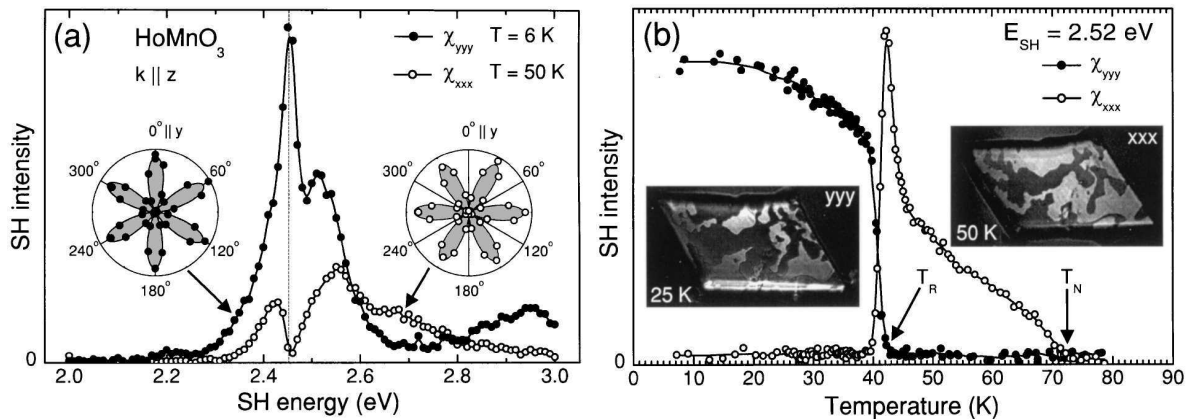 (a)
HoMnO₃
k || z
χyyy T = 6 K
χxxx T = 50 K
0° || y
60°
120°
180°
240°
300°
0° || y
60°
120°
180°
240°
300°
SH intensity
0
2.0 2.2 2.4 2.6 2.8 3.0
SH energy (eV)
(b)
E_SH = 2.52 eV
χyyy
χxxx
yyy
25 K
xxx
50 K
T_R
T_N
SH intensity
0
0 10 20 30 40 50 60 70 80 90
Temperature (K)